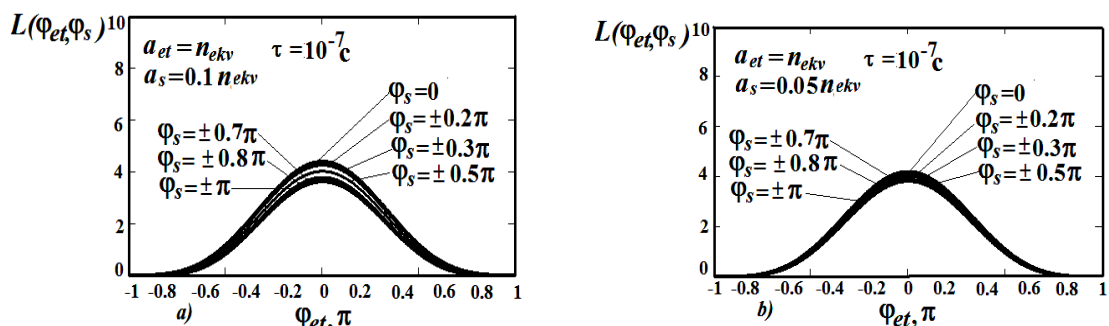 L(φet,φs)
10
8
6
4
2
0
aet = nekv τ = 10⁻⁷c
as = 0.1 nekv
φs = 0
φs = ± 0.2π
φs = ± 0.3π
φs = ± 0.5π
φs = ± 0.7π
φs = ± 0.8π
φs = ± π
-1 -0.8 -0.6 -0.4 -0.2 0 0.2 0.4 0.6 0.8 1
a) φet, π
L(φet,φs)
10
8
6
4
2
0
aet = nekv τ = 10⁻⁷c
as = 0.05 nekv
φs = 0
φs = ± 0.2π
φs = ± 0.3π
φs = ± 0.5π
φs = ± 0.7π
φs = ± 0.8π
φs = ± π
-1 -0.8 -0.6 -0.4 -0.2 0 0.2 0.4 0.6 0.8 1
φet, π b)